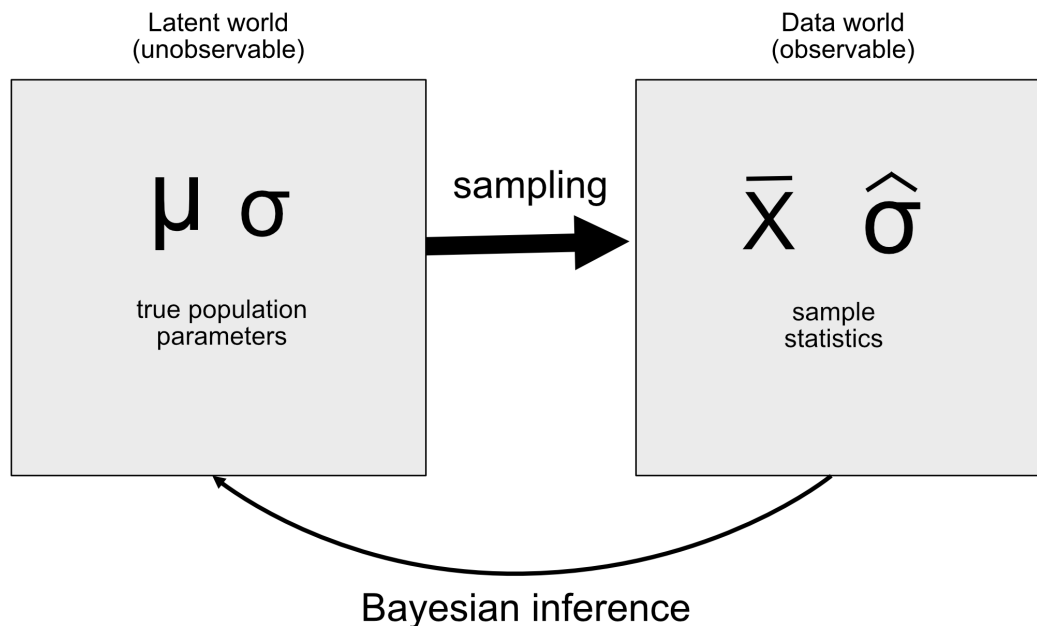 Latent world
(unobservable)
Data world
(observable)
μ σ
true population
parameters
sampling
X̅ σ̂
sample
statistics
Bayesian inference